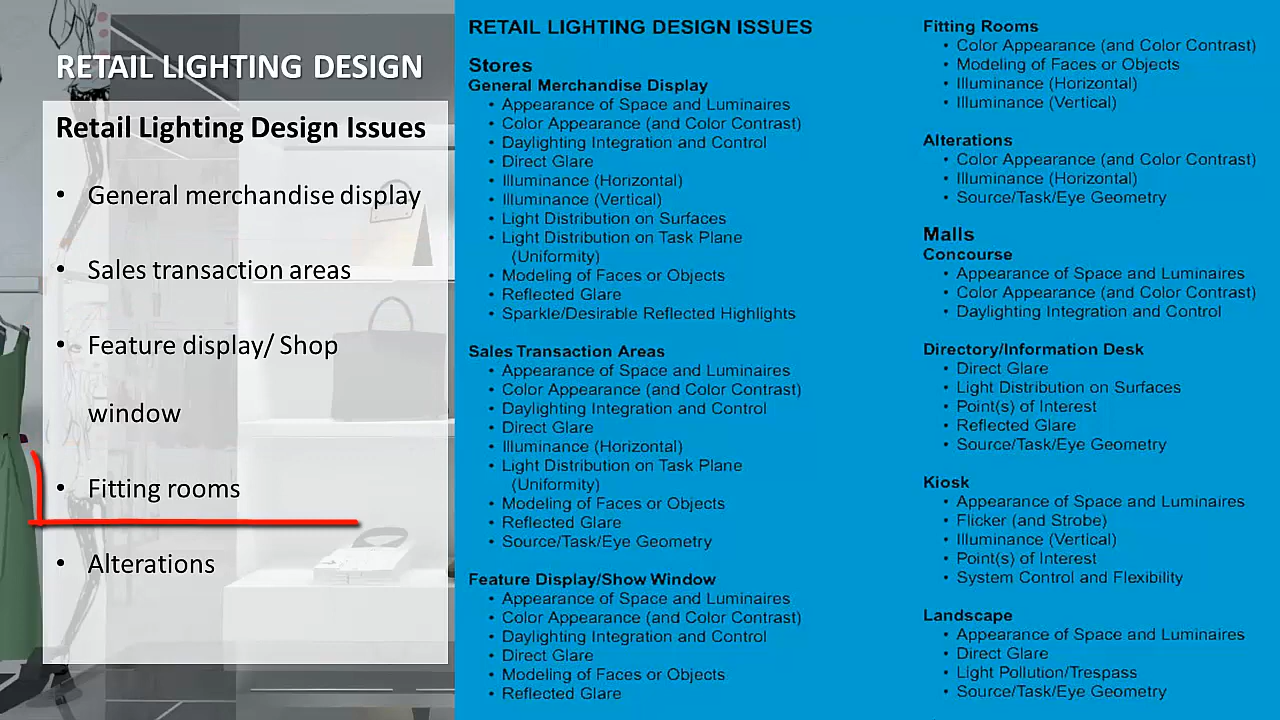 RETAIL LIGHTING DESIGN
Retail Lighting Design Issues
• General merchandise display
• Sales transaction areas
• Feature display/ Shop
window
• Fitting rooms
• Alterations
RETAIL LIGHTING DESIGN ISSUES
Stores
General Merchandise Display
• Appearance of Space and Luminaires
• Color Appearance (and Color Contrast)
• Daylighting Integration and Control
• Direct Glare
• Illuminance (Horizontal)
• Illuminance (Vertical)
• Light Distribution on Surfaces
• Light Distribution on Task Plane
(Uniformity)
• Modeling of Faces or Objects
• Reflected Glare
• Sparkle/Desirable Reflected Highlights
Sales Transaction Areas
• Appearance of Space and Luminaires
• Color Appearance (and Color Contrast)
• Daylighting Integration and Control
• Direct Glare
• Illuminance (Horizontal)
• Light Distribution on Task Plane
(Uniformity)
• Modeling of Faces or Objects
• Reflected Glare
• Source/Task/Eye Geometry
Feature Display/Show Window
• Appearance of Space and Luminaires
• Color Appearance (and Color Contrast)
• Daylighting Integration and Control
• Direct Glare
• Modeling of Faces or Objects
• Reflected Glare
Fitting Rooms
• Color Appearance (and Color Contrast)
• Modeling of Faces or Objects
• Illuminance (Horizontal)
• Illuminance (Vertical)
Alterations
• Color Appearance (and Color Contrast)
• Illuminance (Horizontal)
• Source/Task/Eye Geometry
Malls
Concourse
• Appearance of Space and Luminaires
• Color Appearance (and Color Contrast)
• Daylighting Integration and Control
Directory/Information Desk
• Direct Glare
• Light Distribution on Surfaces
• Point(s) of Interest
• Reflected Glare
• Source/Task/Eye Geometry
Kiosk
• Appearance of Space and Luminaires
• Flicker (and Strobe)
• Illuminance (Vertical)
• Point(s) of Interest
• System Control and Flexibility
Landscape
• Appearance of Space and Luminaires
• Direct Glare
• Light Pollution/Trespass
• Source/Task/Eye Geometry